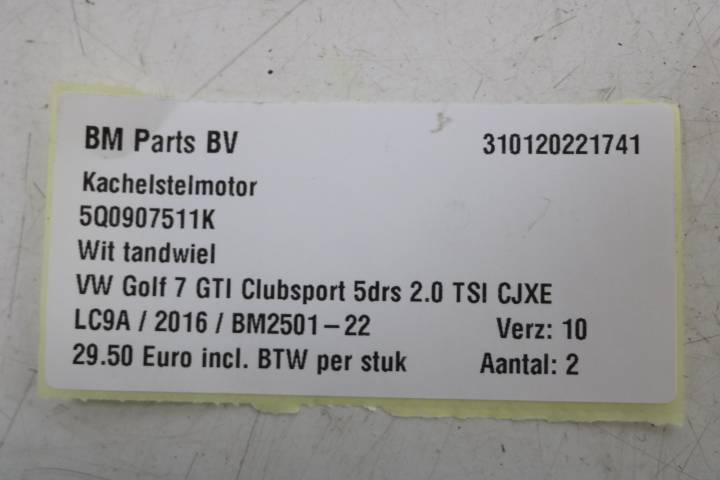 BM Parts BV 310120221741
Kachelstelmotor
5Q0907511K
Wit tandwiel
VW Golf 7 GTI Clubsport 5drs 2.0 TSI CJXE
LC9A / 2016 / BM2501-22 Verz: 10
29.50 Euro incl. BTW per stuk Aantal: 2